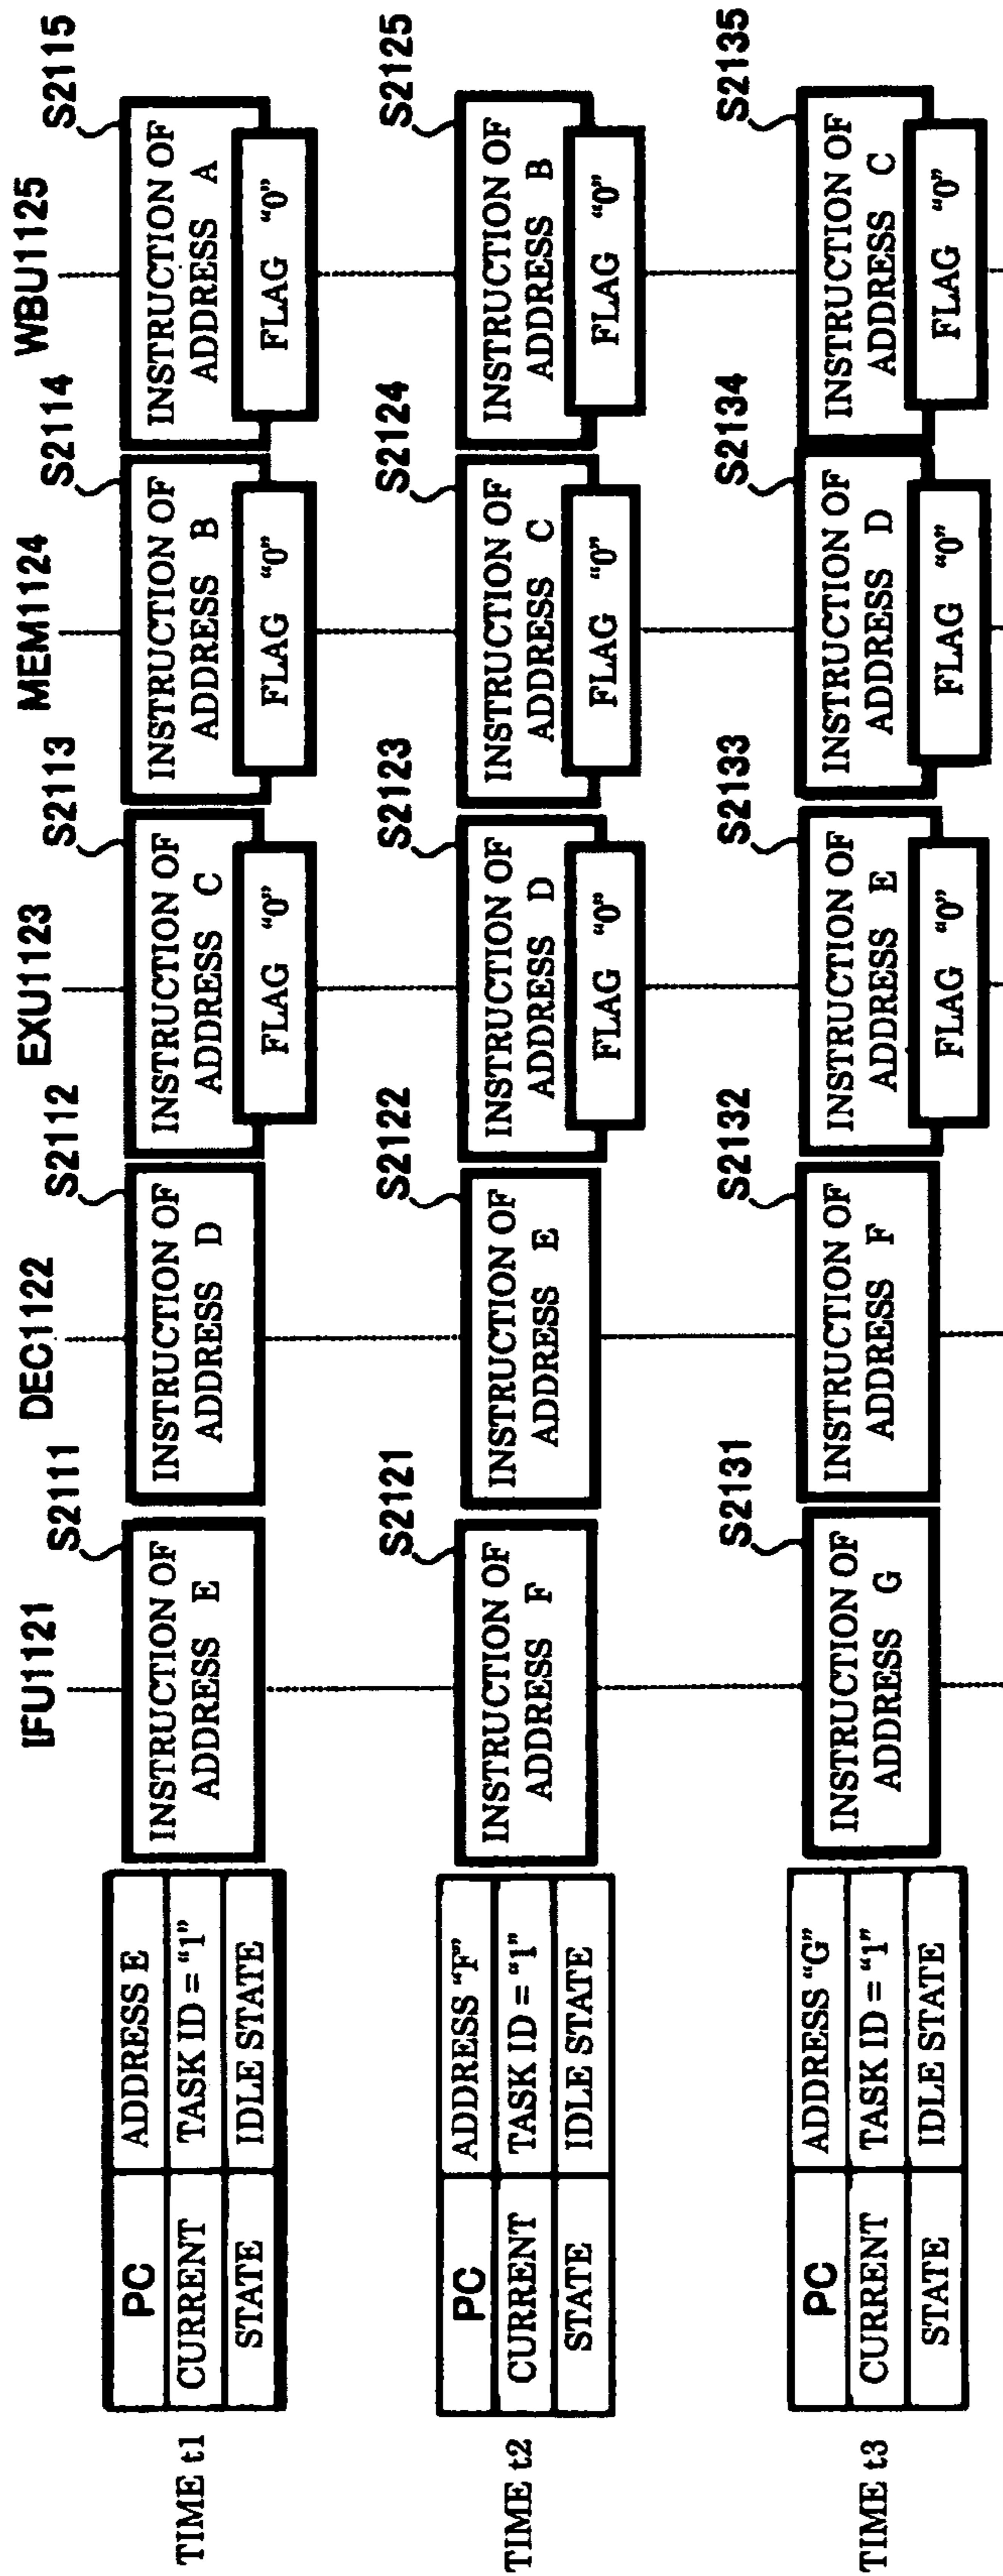 IFU1121
DEC1122
EXU1123
MEM1124
WBU1125
TIME t1
PC
ADDRESS E
CURRENT
TASK ID = “1”
STATE
IDLE STATE
S2111
INSTRUCTION OF
ADDRESS E
S2112
INSTRUCTION OF
ADDRESS D
S2113
INSTRUCTION OF
ADDRESS C
FLAG “0”
S2114
INSTRUCTION OF
ADDRESS B
FLAG “0”
S2115
INSTRUCTION OF
ADDRESS A
FLAG “0”
TIME t2
PC
ADDRESS “F”
CURRENT
TASK ID = “1”
STATE
IDLE STATE
S2121
INSTRUCTION OF
ADDRESS F
S2122
INSTRUCTION OF
ADDRESS E
S2123
INSTRUCTION OF
ADDRESS D
FLAG “0”
S2124
INSTRUCTION OF
ADDRESS C
FLAG “0”
S2125
INSTRUCTION OF
ADDRESS B
FLAG “0”
TIME t3
PC
ADDRESS “G”
CURRENT
TASK ID = “1”
STATE
IDLE STATE
S2131
INSTRUCTION OF
ADDRESS G
S2132
INSTRUCTION OF
ADDRESS F
S2133
INSTRUCTION OF
ADDRESS E
FLAG “0”
S2134
INSTRUCTION OF
ADDRESS D
FLAG “0”
S2135
INSTRUCTION OF
ADDRESS C
FLAG “0”